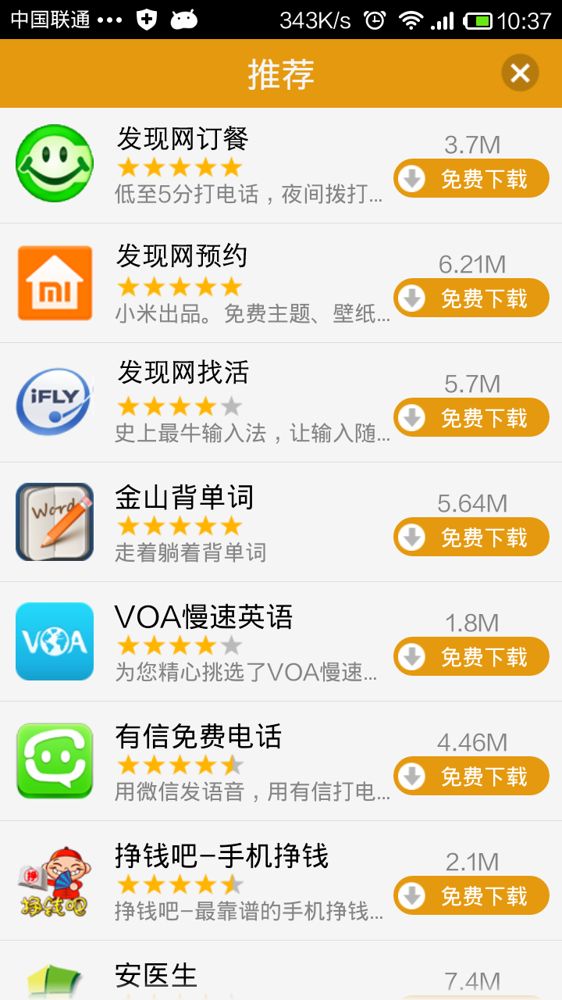 中国联通 ••• 343K/s 10:37
推荐
发现网订餐
3.7M
低至5分打电话，夜间拨打...
免费下载
发现网预约
6.21M
mi
小米出品。免费主题、壁纸...
免费下载
发现网找活
5.7M
iFLY
史上最牛输入法，让输入随...
免费下载
金山背单词
5.64M
Word
走着躺着背单词
免费下载
VOA慢速英语
1.8M
VOA
为您精心挑选了VOA慢速...
免费下载
有信免费电话
4.46M
用微信发语音，用有信打电...
免费下载
挣钱吧-手机挣钱
2.1M
挣
挣钱吧
挣钱吧-最靠谱的手机挣钱...
免费下载
安医生
7.4M